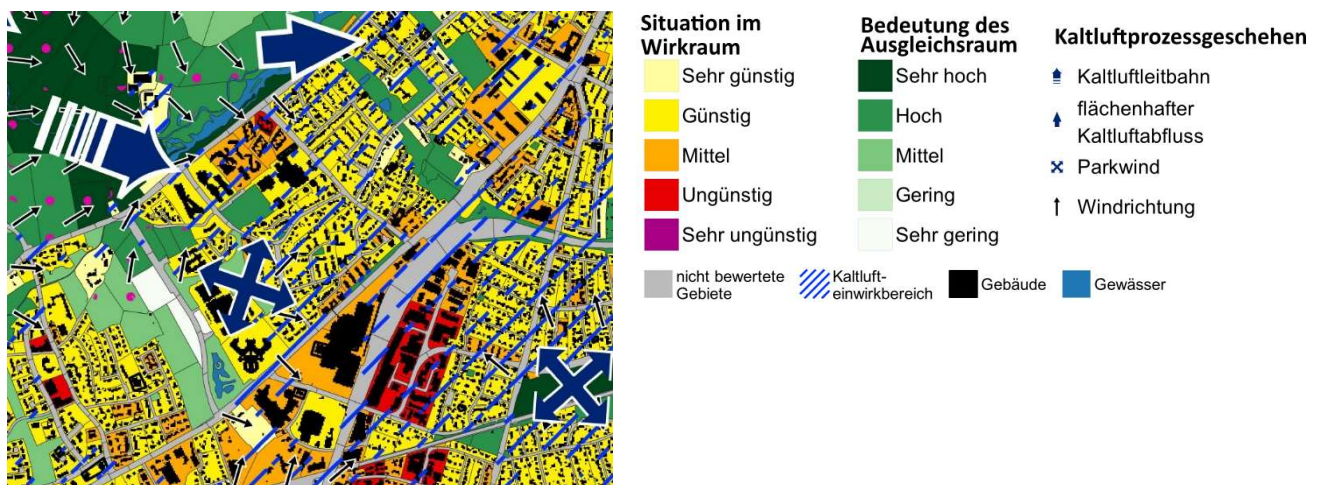 Situation im
Wirkraum
Sehr günstig
Günstig
Mittel
Ungünstig
Sehr ungünstig
Bedeutung des
Ausgleichsraum
Sehr hoch
Hoch
Mittel
Gering
Sehr gering
Kaltluftprozessgeschehen
Kaltluftleitbahn
flächenhafter
Kaltluftabfluss
Parkwind
Windrichtung
nicht bewertete
Gebiete
Kaltluft-
einwirkbereich
Gebäude
Gewässer